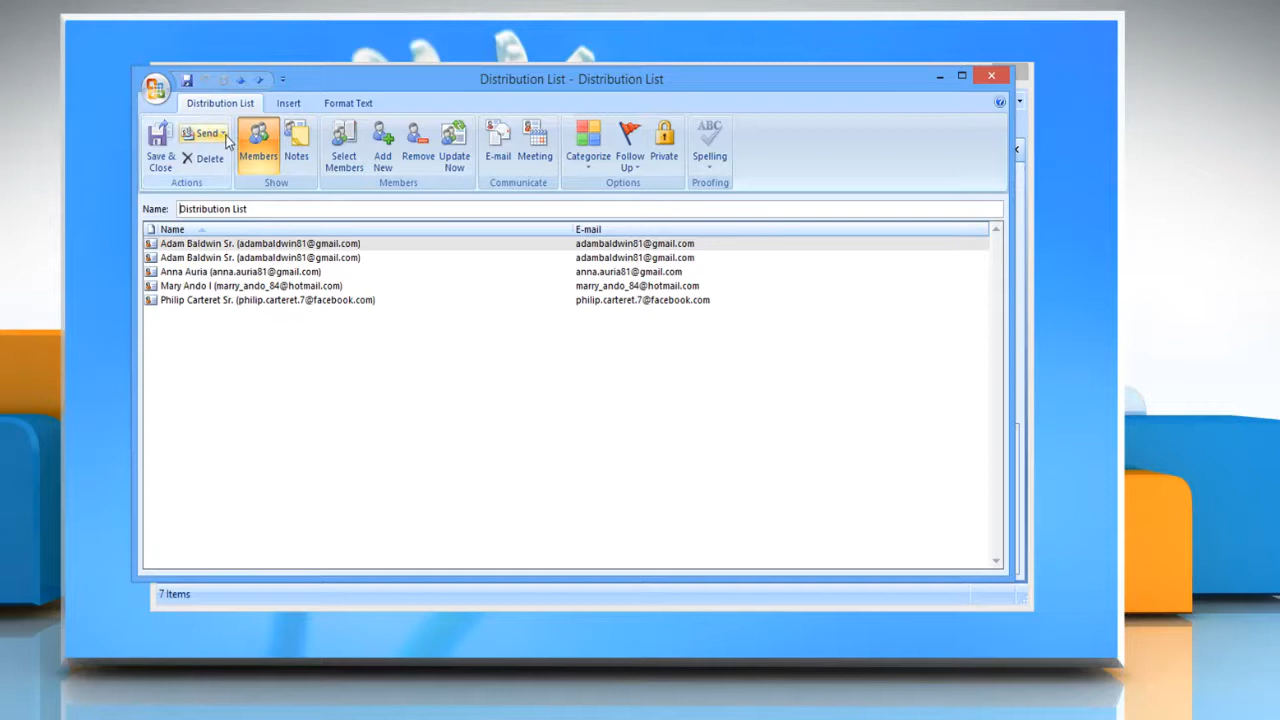 Distribution List - Distribution List
Distribution List Insert Format Text
Send
Delete
Save & Close
Members
Notes
Select Members
Add New
Remove
Update Now
E-mail
Meeting
Categorize
Follow Up
Private
ABC
Spelling
Actions Show Members Communicate Options Proofing
Name: Distribution List
Name E-mail
Adam Baldwin Sr. (adambaldwin81@gmail.com) adambaldwin81@gmail.com
Adam Baldwin Sr. (adambaldwin81@gmail.com) adambaldwin81@gmail.com
Anna Auria (anna.auria81@gmail.com) anna.auria81@gmail.com
Mary Ando I (marry_ando_84@hotmail.com) marry_ando_84@hotmail.com
Philip Carteret Sr. (philip.carteret.7@facebook.com) philip.carteret.7@facebook.com
7 Items